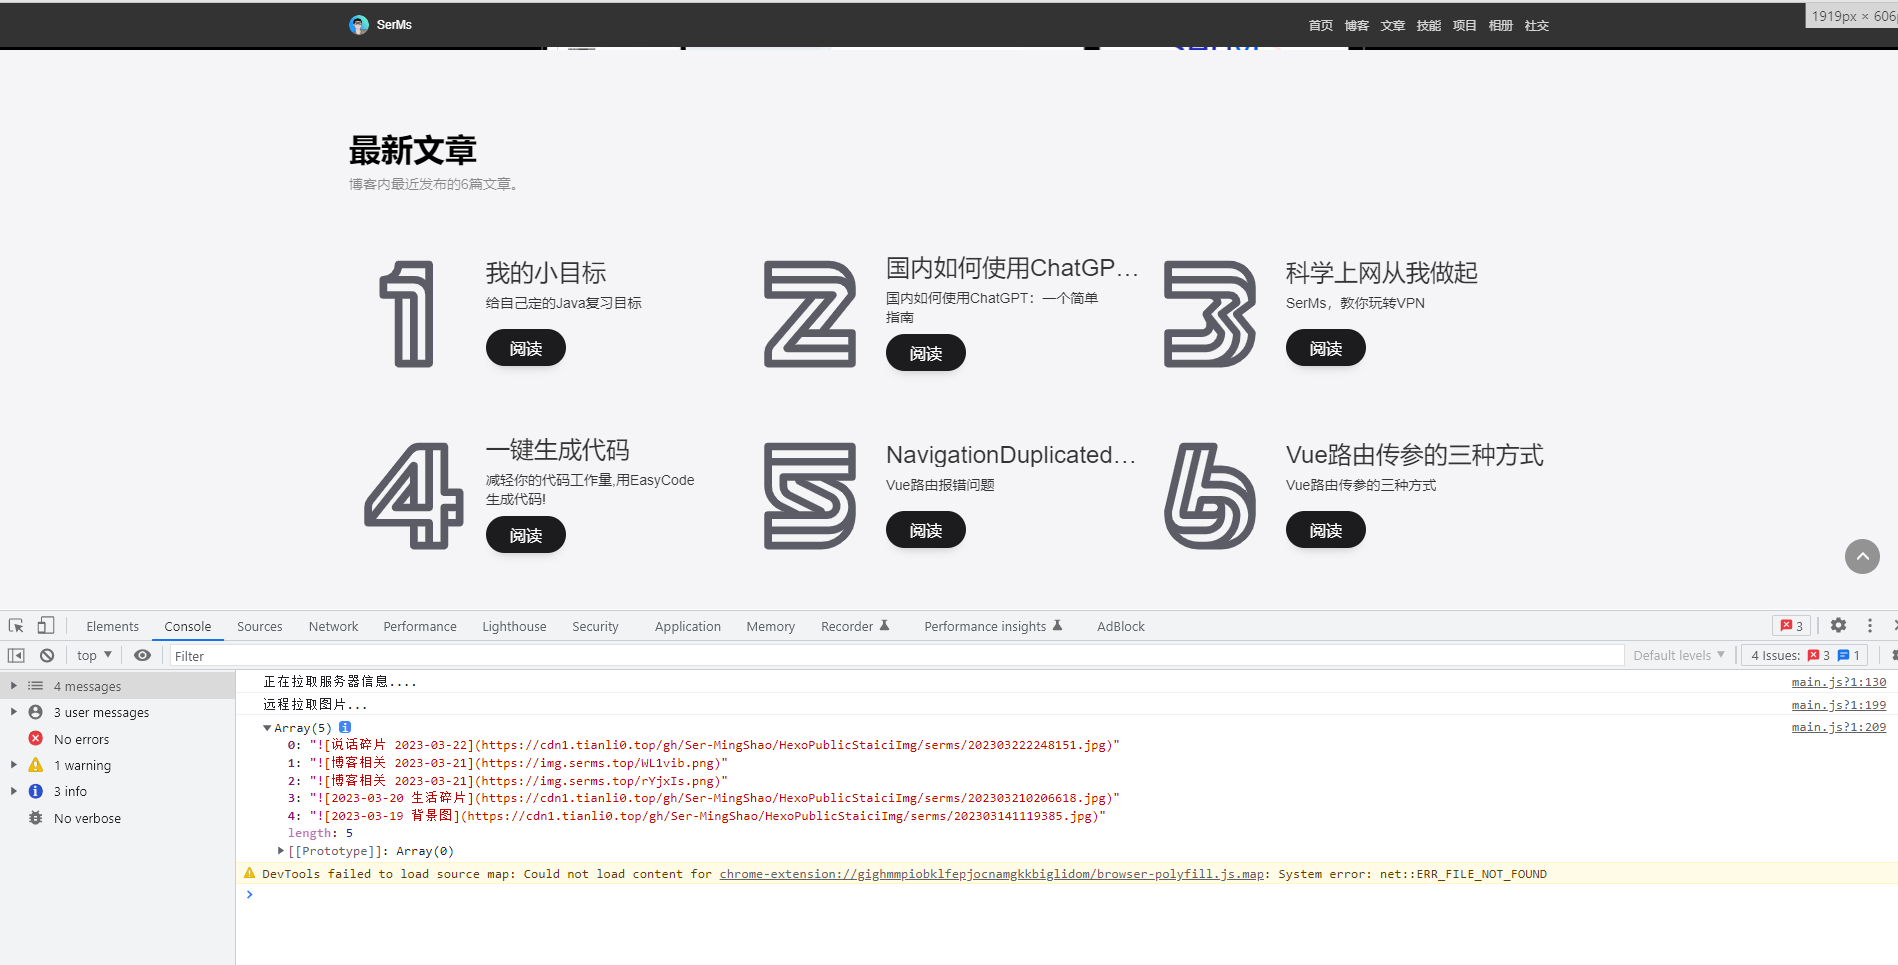 SerMs
首页 博客 文章 技能 项目 相册 社交
1919px × 606
最新文章
博客内最近发布的6篇文章。
1
我的小目标
给自己定的Java复习目标
阅读
2
国内如何使用ChatGP...
国内如何使用ChatGPT：一个简单
指南
阅读
3
科学上网从我做起
SerMs，教你玩转VPN
阅读
4
一键生成代码
减轻你的代码工作量,用EasyCode
生成代码!
阅读
5
NavigationDuplicated...
Vue路由报错问题
阅读
6
Vue路由传参的三种方式
Vue路由传参的三种方式
阅读
Elements Console Sources Network Performance Lighthouse Security Application Memory Recorder Performance insights AdBlock 3
top Filter Default levels 4 Issues: 3 1
4 messages
3 user messages
No errors
1 warning
3 info
No verbose
正在拉取服务器信息.... main.js?1:130
远程拉取图片... main.js?1:199
Array(5) main.js?1:209
0: "![说话碎片 2023-03-22](https://cdn1.tianli0.top/gh/Ser-MingShao/HexoPublicStaiciImg/serms/202303222248151.jpg)"
1: "![博客相关 2023-03-21](https://img.serms.top/WL1vib.png)"
2: "![博客相关 2023-03-21](https://img.serms.top/rYjxIs.png)"
3: "![2023-03-20 生活碎片](https://cdn1.tianli0.top/gh/Ser-MingShao/HexoPublicStaiciImg/serms/202303210206618.jpg)"
4: "![2023-03-19 背景图](https://cdn1.tianli0.top/gh/Ser-MingShao/HexoPublicStaiciImg/serms/202303141119385.jpg)"
length: 5
[[Prototype]]: Array(0)
DevTools failed to load source map: Could not load content for chrome-extension://gighmmpiobklfepjocnamgkkbiglidom/browser-polyfill.js.map: System error: net::ERR_FILE_NOT_FOUND